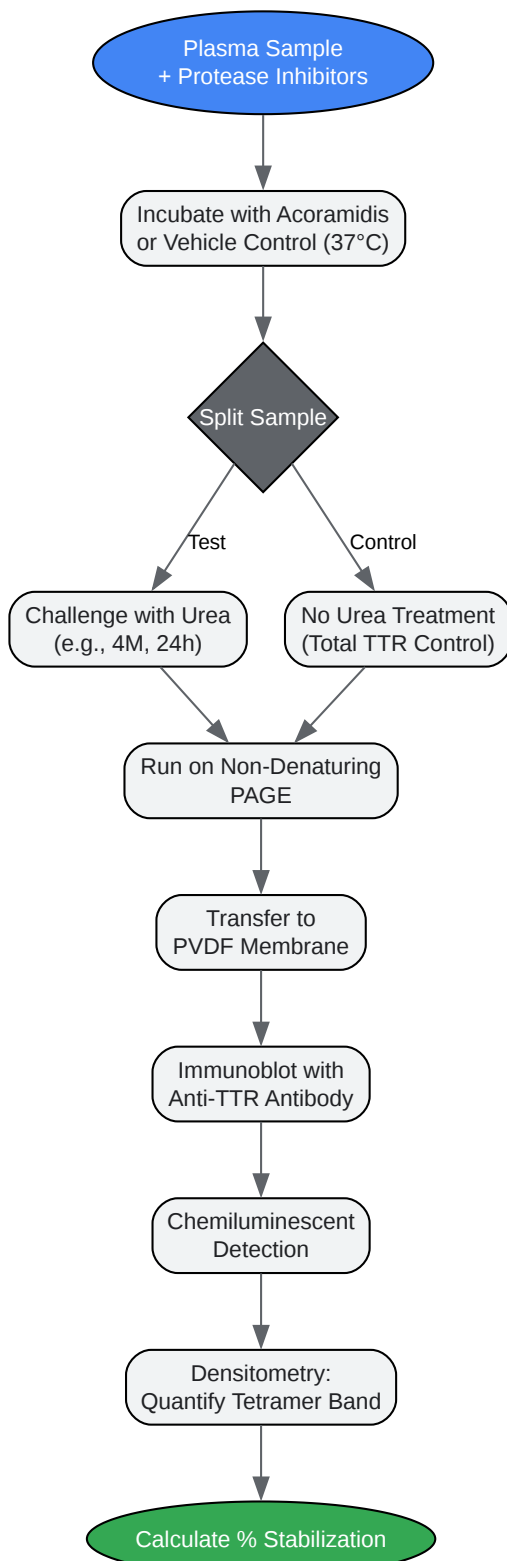 Plasma Sample
+ Protease Inhibitors
Incubate with Acoramidis
or Vehicle Control (37°C)
Split Sample
Test
Control
Challenge with Urea
(e.g., 4M, 24h)
No Urea Treatment
(Total TTR Control)
Run on Non-Denaturing
PAGE
Transfer to
PVDF Membrane
Immunoblot with
Anti-TTR Antibody
Chemiluminescent
Detection
Densitometry:
Quantify Tetramer Band
Calculate % Stabilization